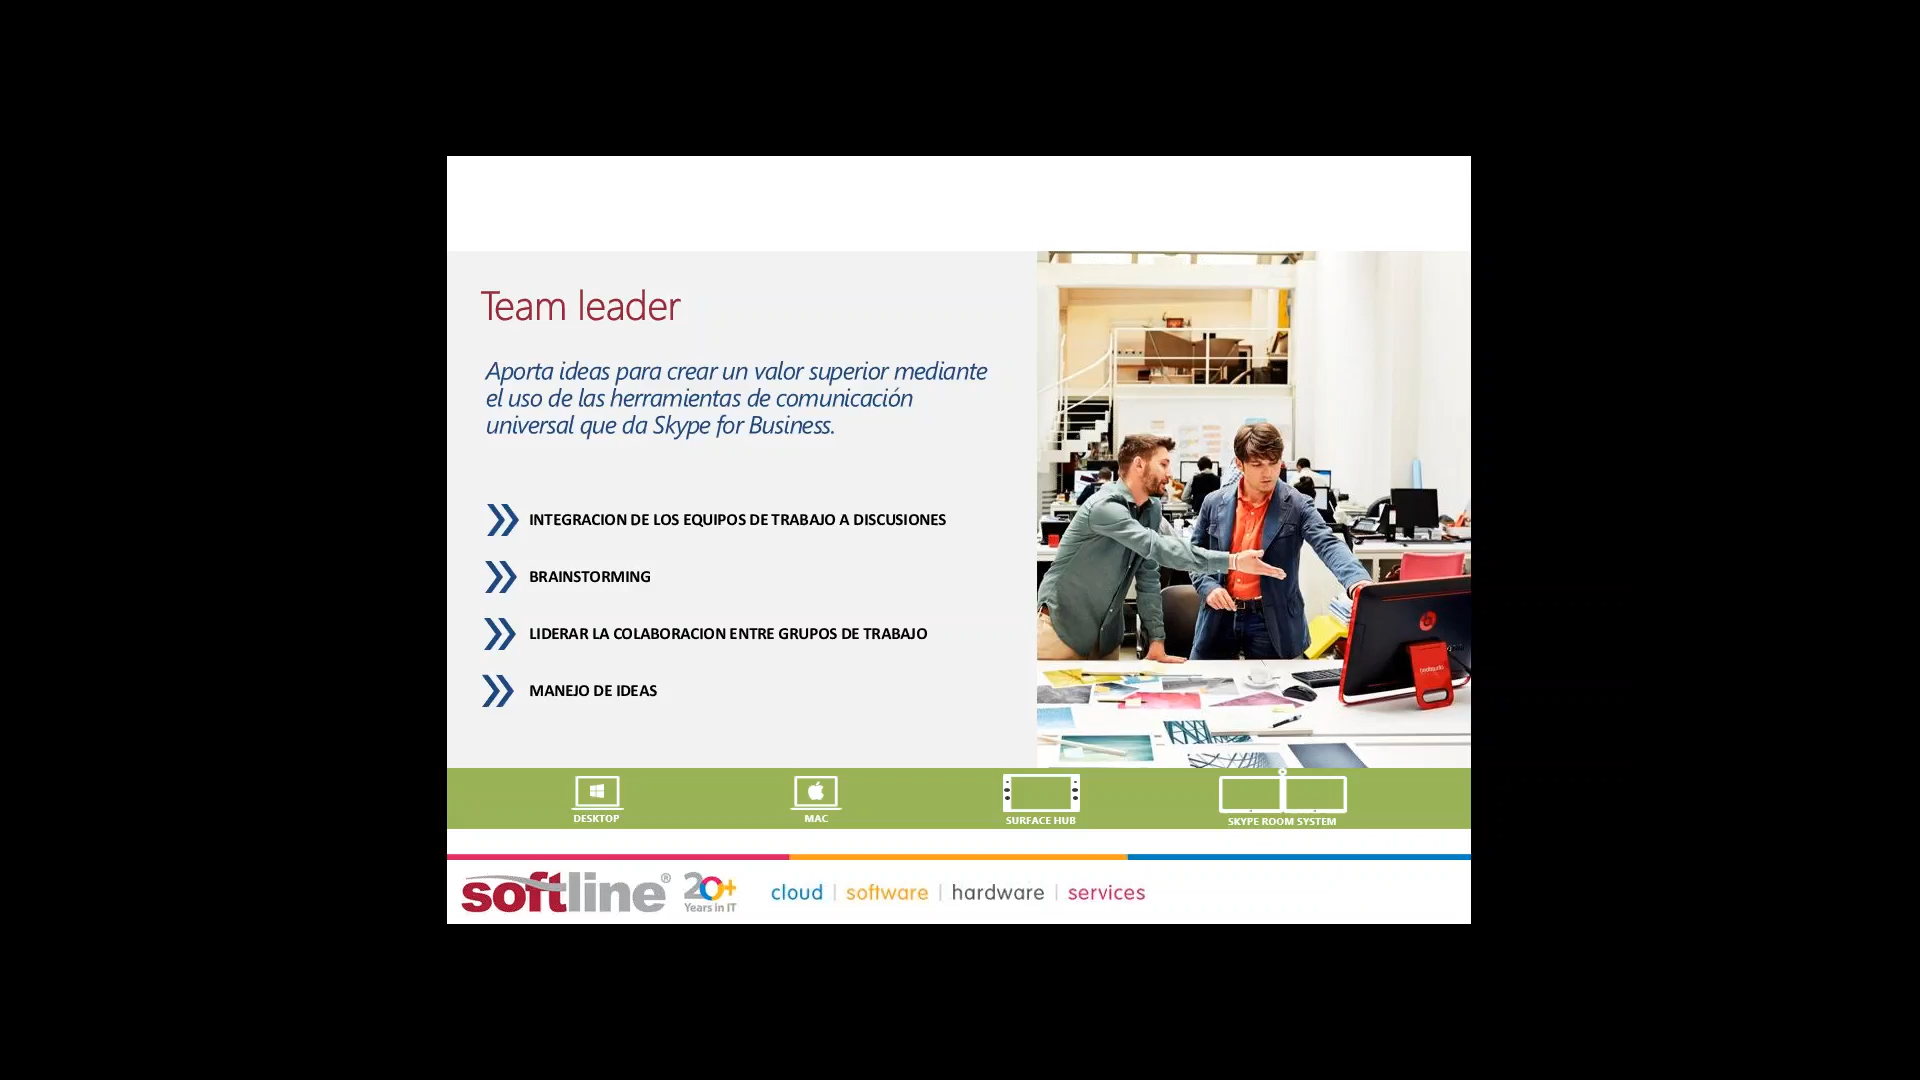 Team leader
Aporta ideas para crear un valor superior mediante
el uso de las herramientas de comunicación
universal que da Skype for Business.
INTEGRACION DE LOS EQUIPOS DE TRABAJO A DISCUSIONES
BRAINSTORMING
LIDERAR LA COLABORACION ENTRE GRUPOS DE TRABAJO
MANEJO DE IDEAS
DESKTOP
MAC
SURFACE HUB
SKYPE ROOM SYSTEM
softline® 20+ Years in IT
cloud | software | hardware | services